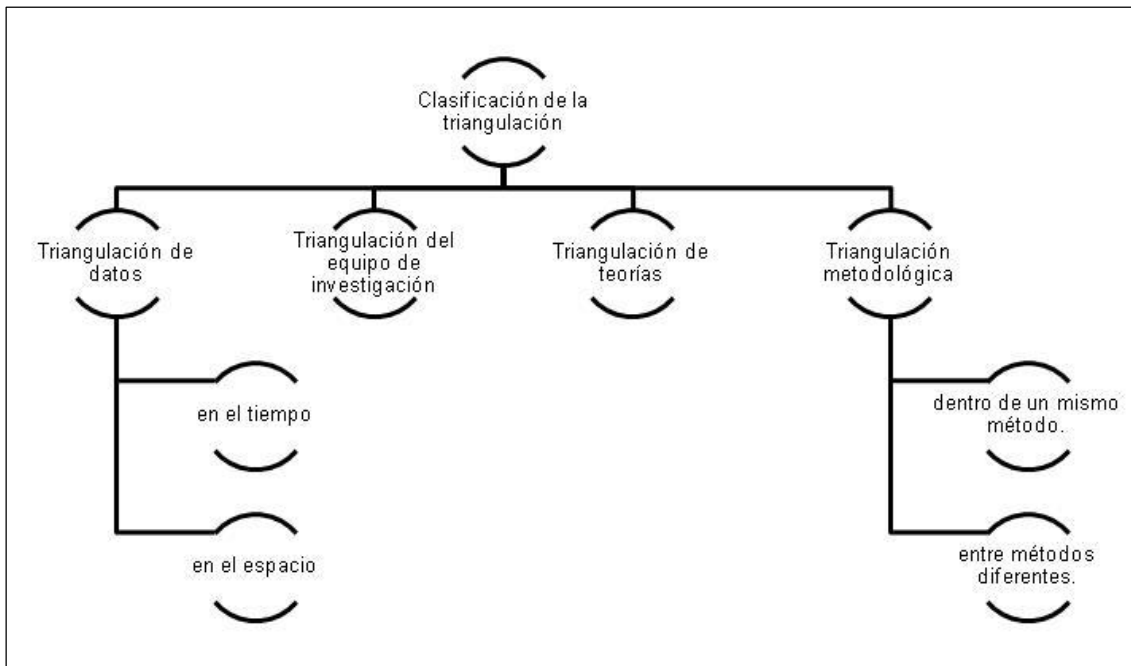 Clasificación de la
triangulación
Triangulación de
datos
Triangulación del
equipo de
investigación
Triangulación de
teorías
Triangulación
metodológica
en el tiempo
en el espacio
dentro de un mismo
método.
entre métodos
diferentes.